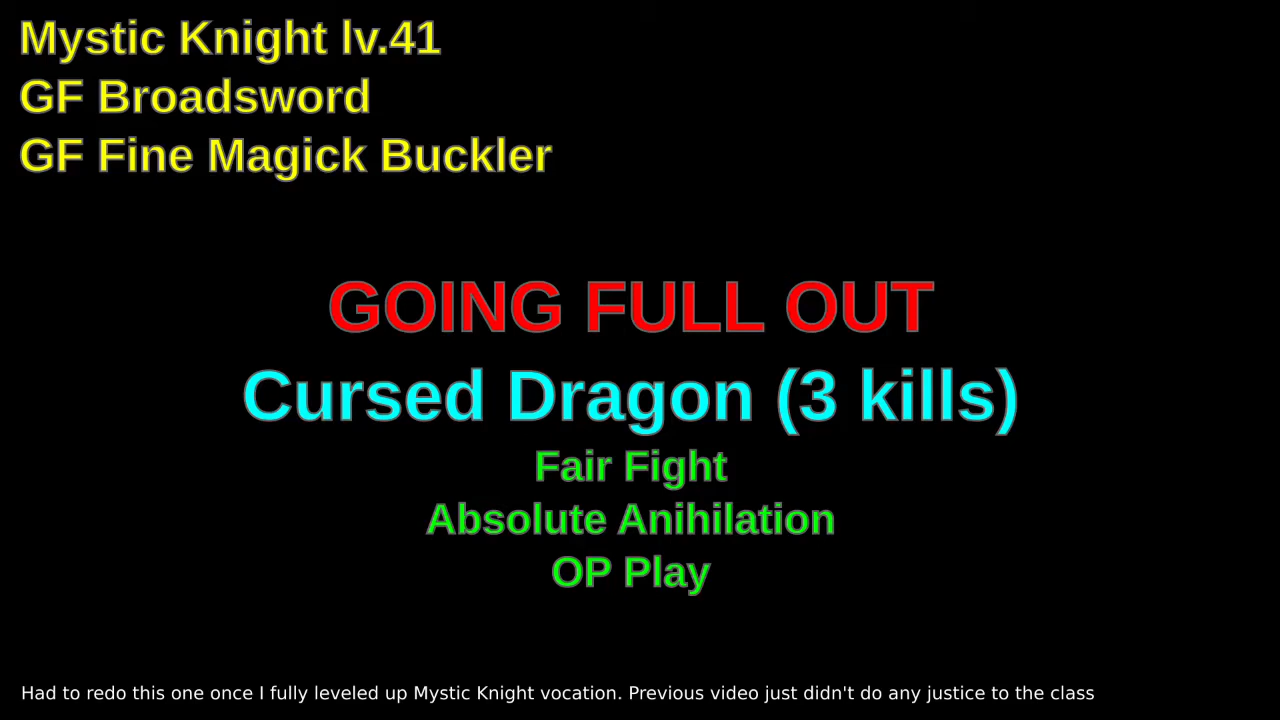 Mystic Knight lv.41
GF Broadsword
GF Fine Magick Buckler
GOING FULL OUT
Cursed Dragon (3 kills)
Fair Fight
Absolute Anihilation
OP Play
Had to redo this one once I fully leveled up Mystic Knight vocation. Previous video just didn't do any justice to the class